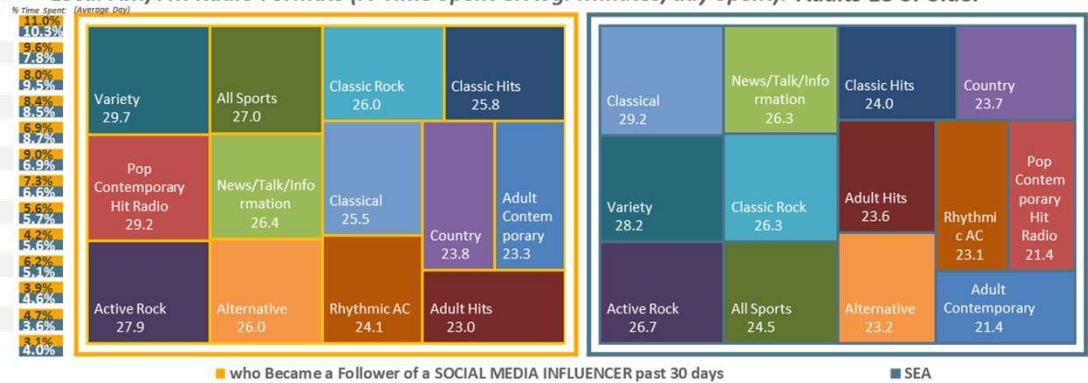 % Time Spent: (Average Day)
11.0%
10.3%
9.6%
7.8%
8.0%
9.5%
8.4%
8.5%
6.9%
8.7%
9.0%
6.9%
7.3%
6.6%
5.6%
5.7%
4.2%
5.6%
6.2%
5.1%
3.9%
4.6%
4.7%
3.6%
3.1%
4.0%
Variety
29.7
All Sports
27.0
Classic Rock
26.0
Classic Hits
25.8
Pop
Contemporary
Hit Radio
29.2
News/Talk/Info
rmation
26.4
Classical
25.5
Country
23.8
Adult
Contem
porary
23.3
Active Rock
27.9
Alternative
26.0
Rhythmic AC
24.1
Adult Hits
23.0
Classical
29.2
News/Talk/Info
rmation
26.3
Classic Hits
24.0
Country
23.7
Variety
28.2
Classic Rock
26.3
Adult Hits
23.6
Rhythmi
c AC
23.1
Pop
Contem
porary
Hit
Radio
21.4
Active Rock
26.7
All Sports
24.5
Alternative
23.2
Adult
Contemporary
21.4
who Became a Follower of a SOCIAL MEDIA INFLUENCER past 30 days
SEA